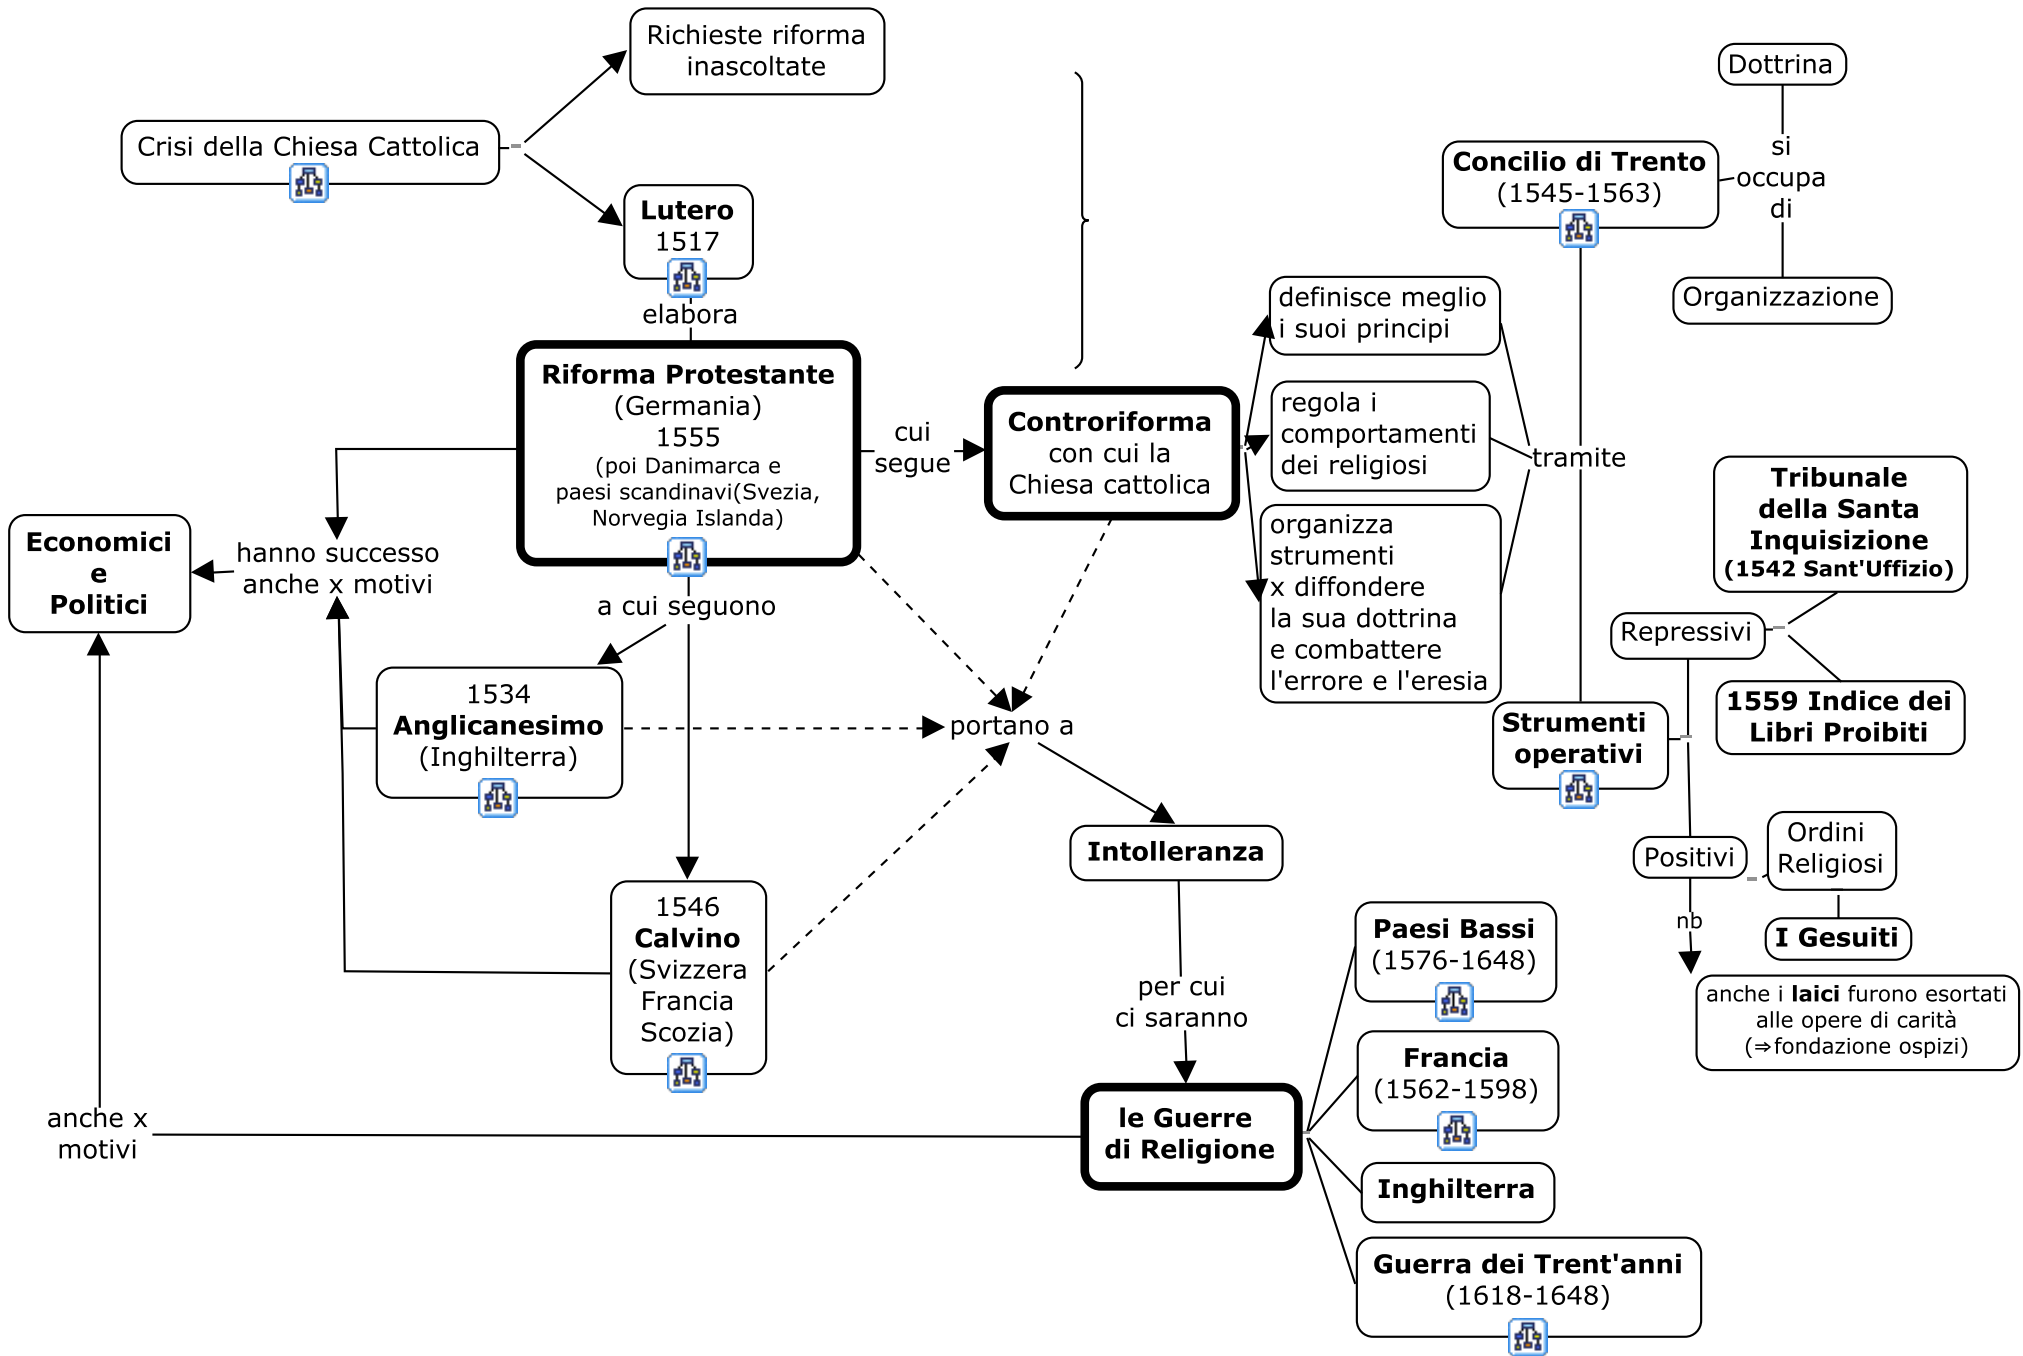 Richieste riforma
inascoltate
Crisi della Chiesa Cattolica
Lutero
1517
elabora
Riforma Protestante
(Germania)
1555
(poi Danimarca e
paesi scandinavi(Svezia,
Norvegia Islanda)
cui
segue
Controriforma
con cui la
Chiesa cattolica
definisce meglio
i suoi principi
regola i
comportamenti
dei religiosi
organizza
strumenti
x diffondere
la sua dottrina
e combattere
l'errore e l'eresia
tramite
Concilio di Trento
(1545-1563)
si
occupa
di
Dottrina
Organizzazione
Strumenti
operativi
Repressivi
Tribunale
della Santa
Inquisizione
(1542 Sant'Uffizio)
1559 Indice dei
Libri Proibiti
Positivi
Ordini
Religiosi
I Gesuiti
nb
anche i laici furono esortati
alle opere di carità
(⇒fondazione ospizi)
Economici
e
Politici
hanno successo
anche x motivi
a cui seguono
1534
Anglicanesimo
(Inghilterra)
1546
Calvino
(Svizzera
Francia
Scozia)
portano a
Intolleranza
per cui
ci saranno
le Guerre
di Religione
anche x
motivi
Paesi Bassi
(1576-1648)
Francia
(1562-1598)
Inghilterra
Guerra dei Trent'anni
(1618-1648)